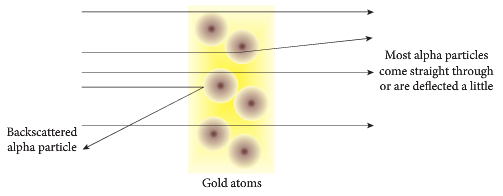 Most alpha particles
come straight through
or are deflected a little
Backscattered
alpha particle
Gold atoms